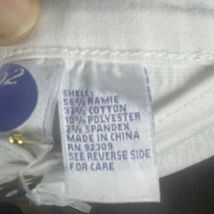 SHELL:
56% RAMIE
32% COTTON
10% POLYESTER
2% SPANDEX
MADE IN CHINA
RN 92309
SEE REVERSE SIDE
FOR CARE